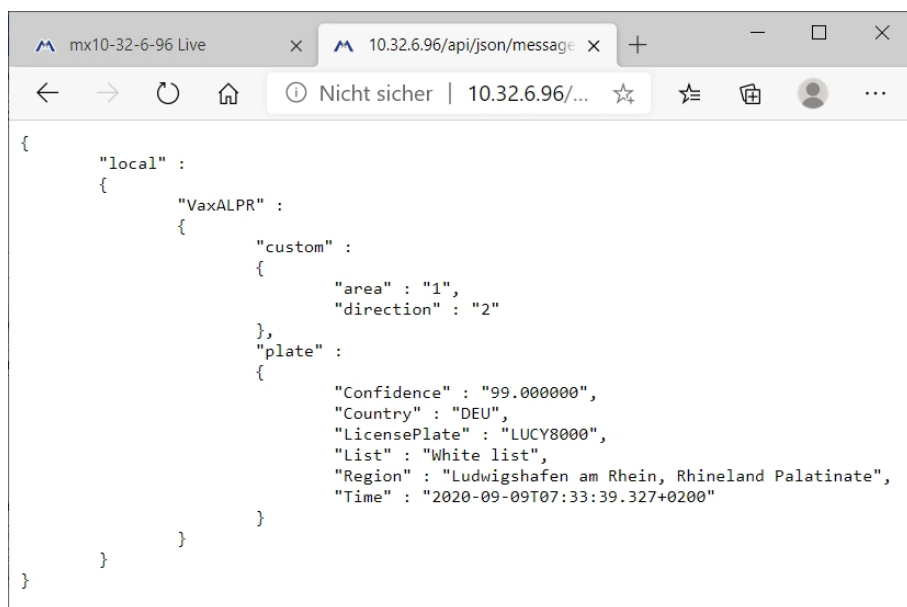 mx10-32-6-96 Live
10.32.6.96/api/json/message
Nicht sicher | 10.32.6.96/...
{
"local" :
{
"VaxALPR" :
{
"custom" :
{
"area" : "1",
"direction" : "2"
},
"plate" :
{
"Confidence" : "99.000000",
"Country" : "DEU",
"LicensePlate" : "LUCY8000",
"List" : "White list",
"Region" : "Ludwigshafen am Rhein, Rhineland Palatinate",
"Time" : "2020-09-09T07:33:39.327+0200"
}
}
}
}